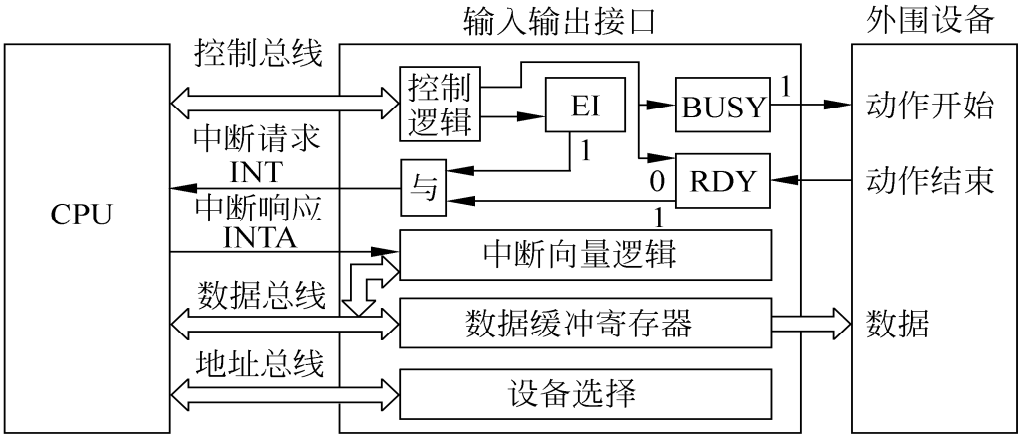 输入输出接口
外围设备
控制总线
控制
逻辑
EI
BUSY
1
动作开始
中断请求
INT
1
与
0
RDY
动作结束
1
CPU
中断响应
INTA
中断向量逻辑
数据总线
数据缓冲寄存器
数据
地址总线
设备选择